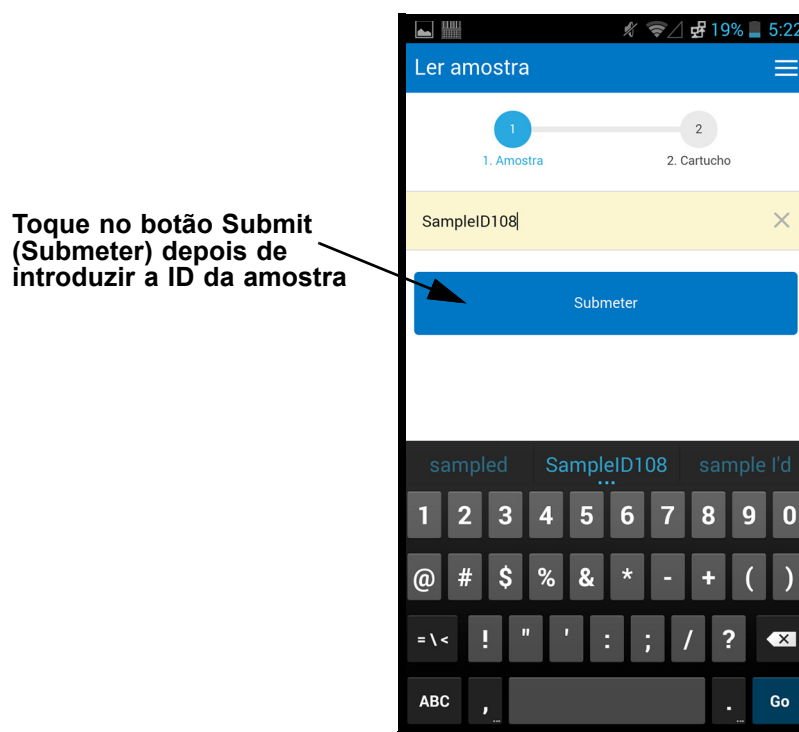 19% 5:22
Ler amostra
1
2
1. Amostra
2. Cartucho
Toque no botão Submit
(Submeter) depois de
introduzir a ID da amostra
SampleID108
Submeter
sampled SampleID108 sample I'd
1 2 3 4 5 6 7 8 9 0
@ # $ % & * - + ( )
= \ < ! " ' : ; / ?
ABC , . Go